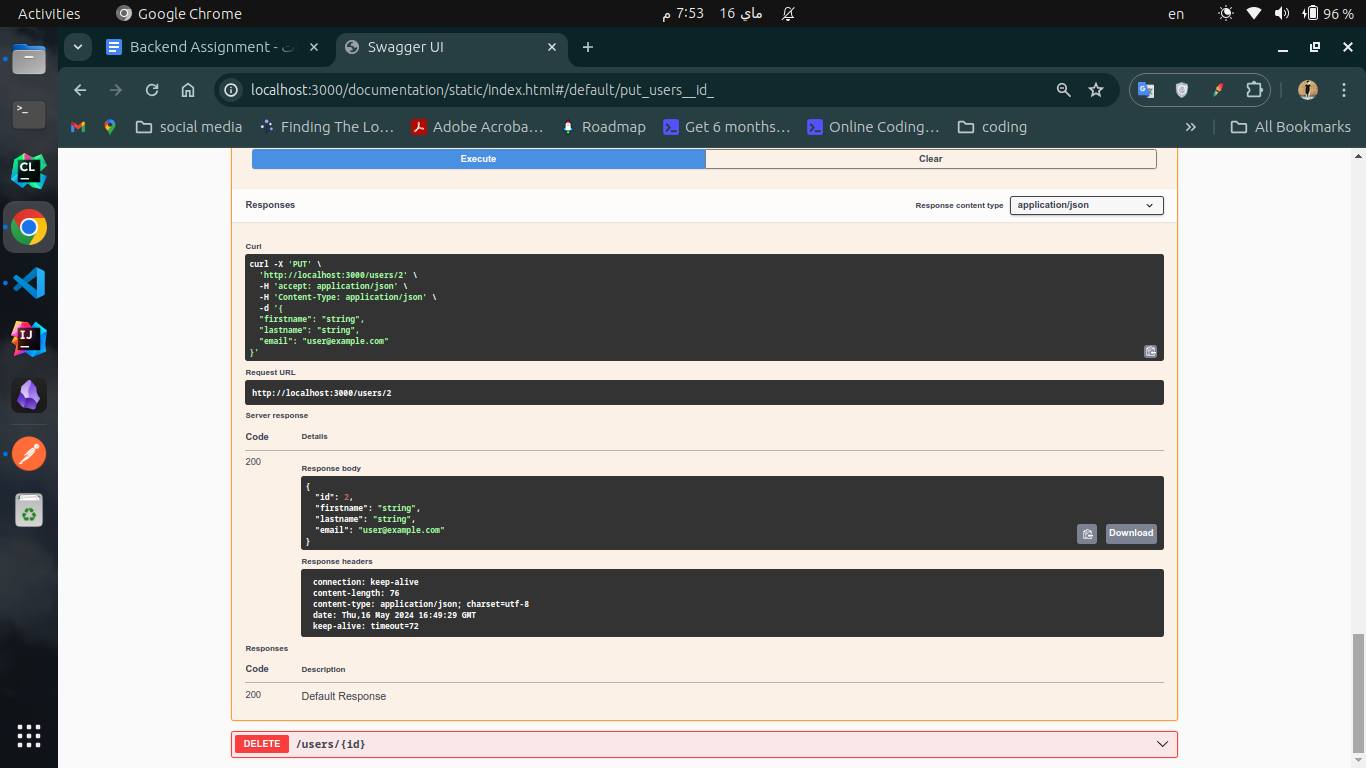 Activities
Google Chrome
ماي 16 7:53 م
en
96 %
Backend Assignment -
Swagger UI
localhost:3000/documentation/static/index.html#/default/put_users__id_
social media
Finding The Lo...
Adobe Acroba...
Roadmap
Get 6 months...
Online Coding...
coding
All Bookmarks
Execute
Clear
Responses
Response content type
application/json
Curl
curl -X 'PUT' \
'http://localhost:3000/users/2' \
-H 'accept: application/json' \
-H 'Content-Type: application/json' \
-d '{
"firstname": "string",
"lastname": "string",
"email": "user@example.com"
}'
Request URL
http://localhost:3000/users/2
Server response
Code
Details
200
Response body
{
"id": 2,
"firstname": "string",
"lastname": "string",
"email": "user@example.com"
}
Download
Response headers
connection: keep-alive
content-length: 76
content-type: application/json; charset=utf-8
date: Thu,16 May 2024 16:49:29 GMT
keep-alive: timeout=72
Responses
Code
Description
200
Default Response
DELETE
/users/{id}